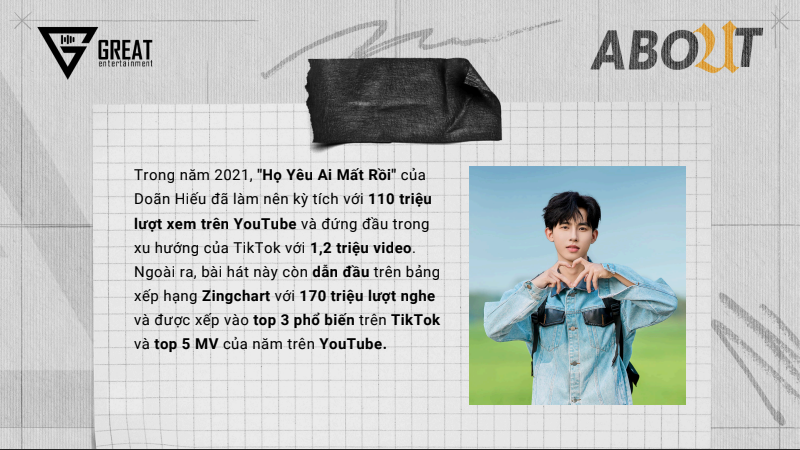 GREAT
entertainment
ABOUT
Trong năm 2021, "Họ Yêu Ai Mất Rồi" của
Doãn Hiếu đã làm nên kỳ tích với 110 triệu
lượt xem trên YouTube và đứng đầu trong
xu hướng của TikTok với 1,2 triệu video.
Ngoài ra, bài hát này còn dẫn đầu trên bảng
xếp hạng Zingchart với 170 triệu lượt nghe
và được xếp vào top 3 phổ biến trên TikTok
và top 5 MV của năm trên YouTube.